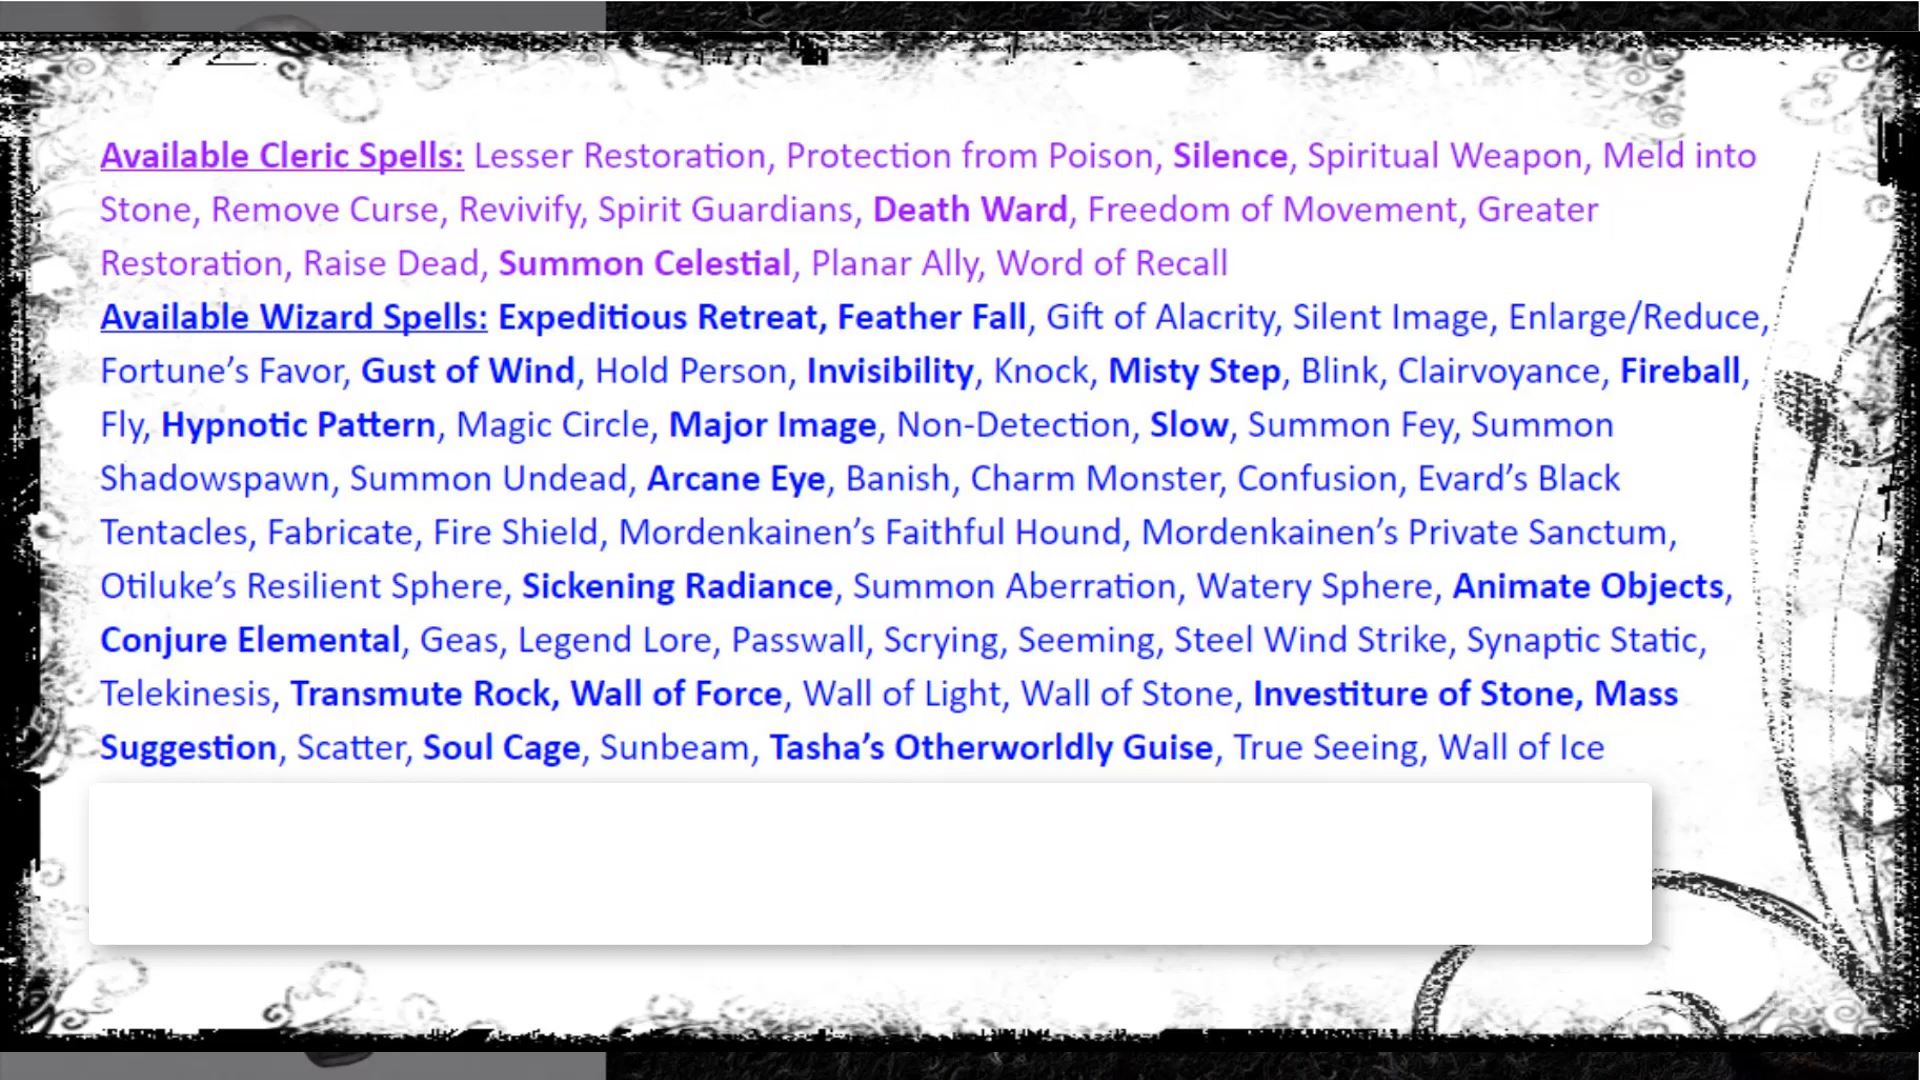 Available Cleric Spells: Lesser Restoration, Protection from Poison, Silence, Spiritual Weapon, Meld into
Stone, Remove Curse, Revivify, Spirit Guardians, Death Ward, Freedom of Movement, Greater
Restoration, Raise Dead, Summon Celestial, Planar Ally, Word of Recall
Available Wizard Spells: Expeditious Retreat, Feather Fall, Gift of Alacrity, Silent Image, Enlarge/Reduce,
Fortune’s Favor, Gust of Wind, Hold Person, Invisibility, Knock, Misty Step, Blink, Clairvoyance, Fireball,
Fly, Hypnotic Pattern, Magic Circle, Major Image, Non-Detection, Slow, Summon Fey, Summon
Shadowspawn, Summon Undead, Arcane Eye, Banish, Charm Monster, Confusion, Evard’s Black
Tentacles, Fabricate, Fire Shield, Mordenkainen’s Faithful Hound, Mordenkainen’s Private Sanctum,
Otiluke’s Resilient Sphere, Sickening Radiance, Summon Aberration, Watery Sphere, Animate Objects,
Conjure Elemental, Geas, Legend Lore, Passwall, Scrying, Seeming, Steel Wind Strike, Synaptic Static,
Telekinesis, Transmute Rock, Wall of Force, Wall of Light, Wall of Stone, Investiture of Stone, Mass
Suggestion, Scatter, Soul Cage, Sunbeam, Tasha’s Otherworldly Guise, True Seeing, Wall of Ice